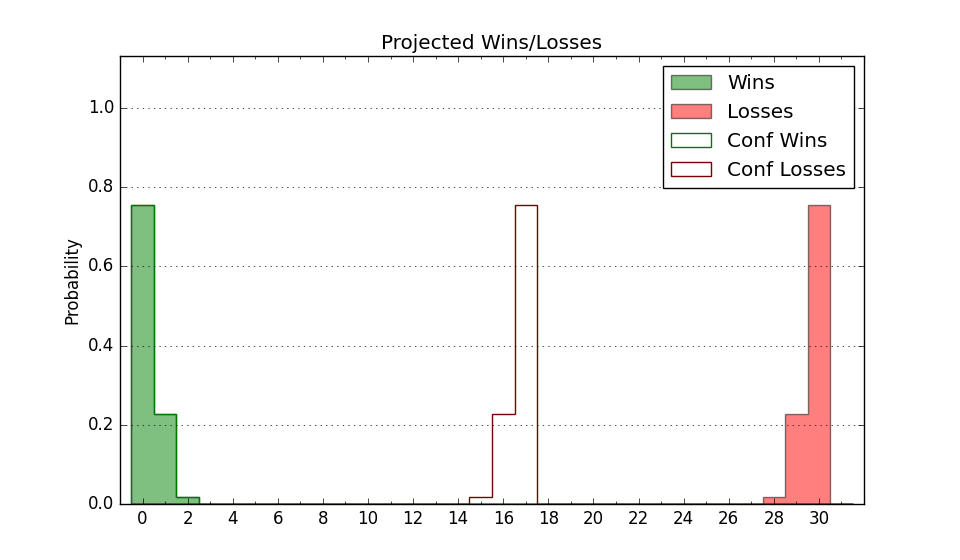 Projected Wins/Losses
Wins
Losses
Conf Wins
Conf Losses
Probability
1.0
0.8
0.6
0.4
0.2
0.0
0 2 4 6 8 10 12 14 16 18 20 22 24 26 28 30